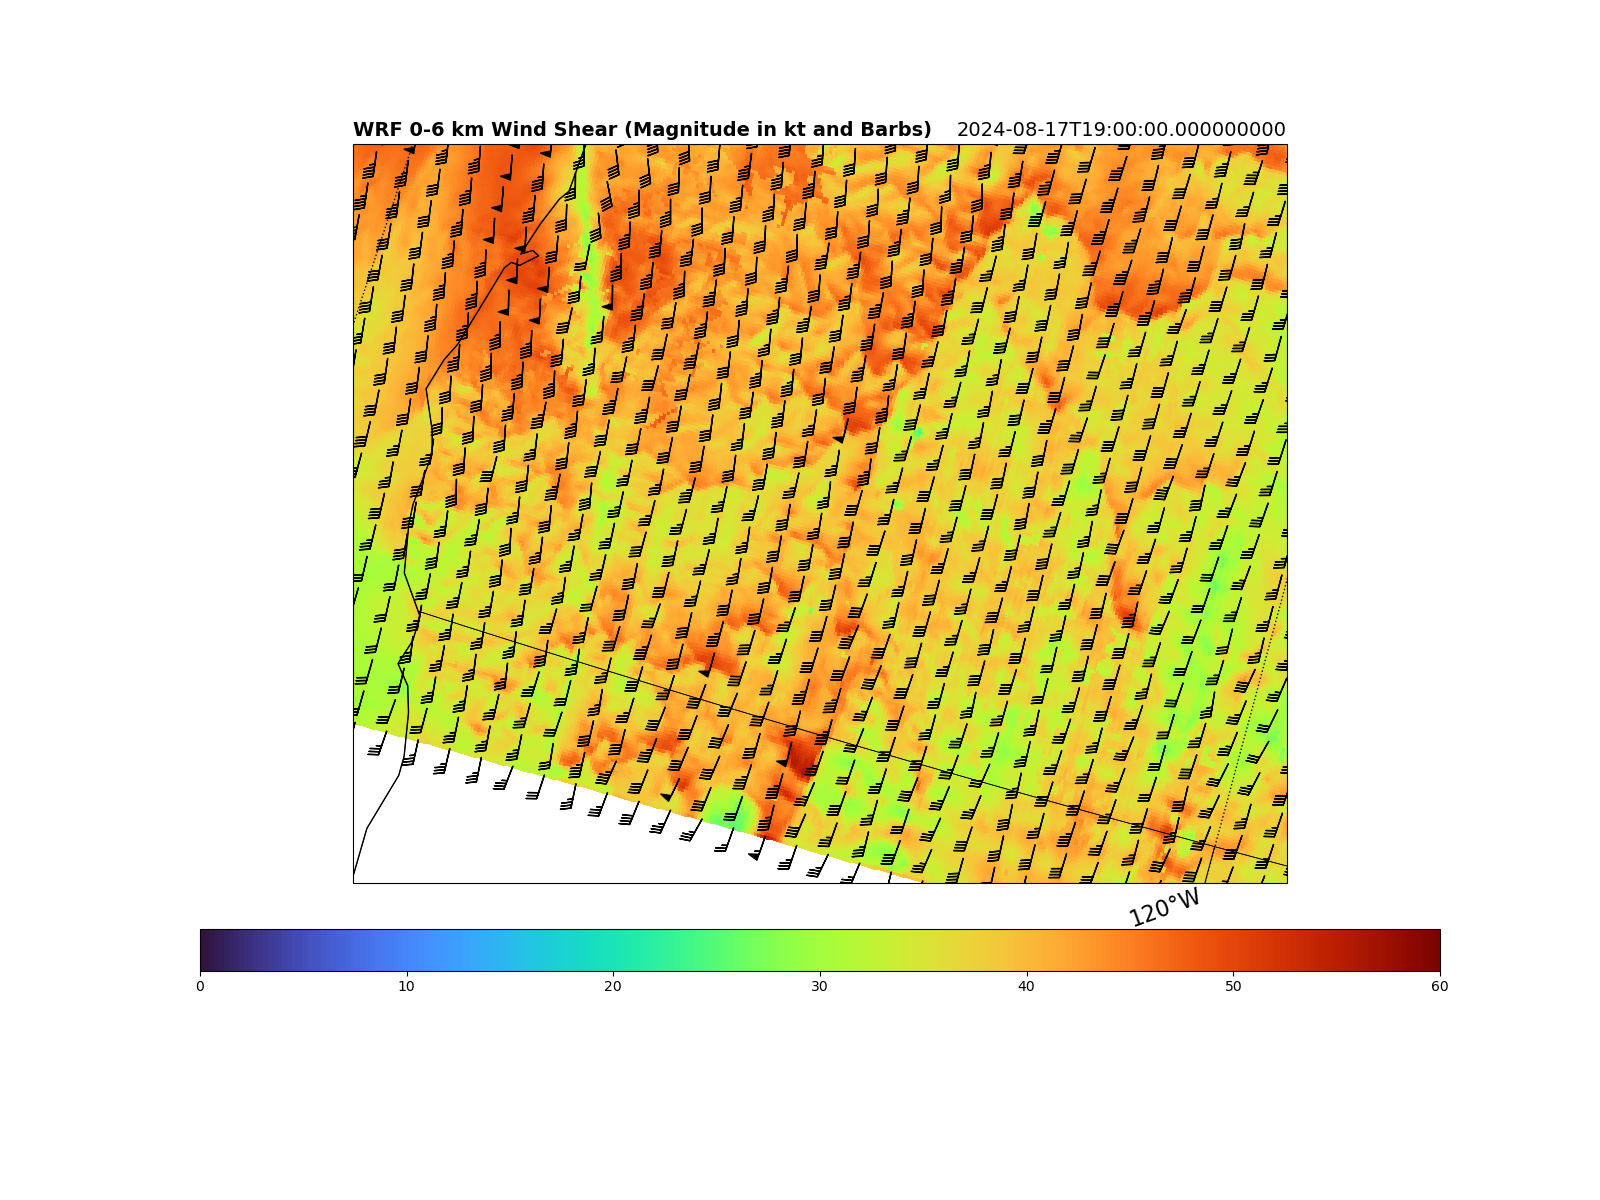 WRF 0-6 km Wind Shear (Magnitude in kt and Barbs) 2024-08-17T19:00:00.000000000
120°W
0 10 20 30 40 50 60